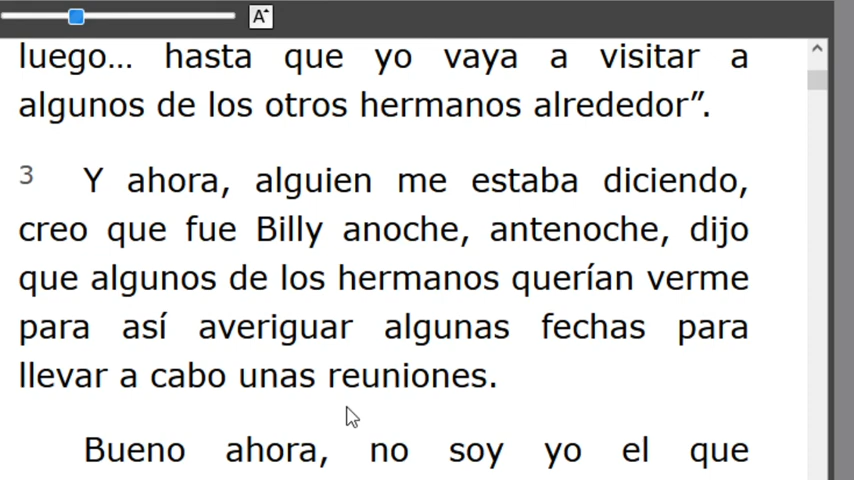 A
luego… hasta que yo vaya a visitar a
algunos de los otros hermanos alrededor”.
3 Y ahora, alguien me estaba diciendo,
creo que fue Billy anoche, antenoche, dijo
que algunos de los hermanos querían verme
para así averiguar algunas fechas para
llevar a cabo unas reuniones.
Bueno ahora, no soy yo el que